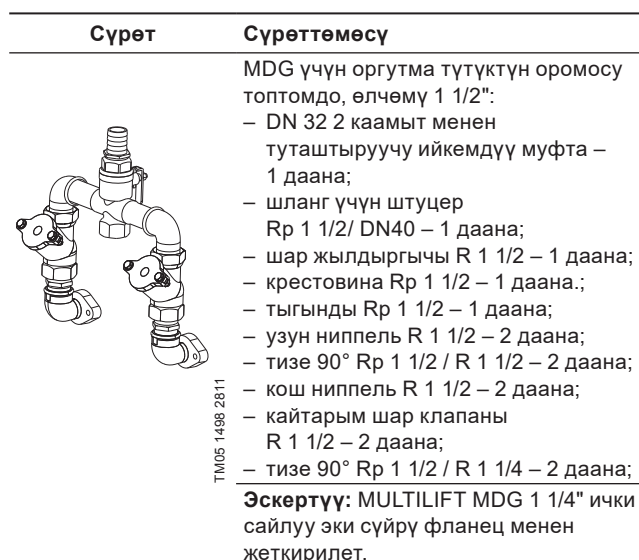 Сүрөт
Сүрөттөмөсү
MDG үчүн оргутма түтүктүн оромосу
топтомдо, өлчөмү 1 1/2":
– DN 32 2 каамыт менен
туташтыруучу ийкемдүү муфта –
1 даана;
– шланг үчүн штуцер
Rp 1 1/2/ DN40 – 1 даана;
– шар жылдыргычы R 1 1/2 – 1 даана;
– крестовина Rp 1 1/2 – 1 даана.;
– тыгынды Rp 1 1/2 – 1 даана;
– узун ниппель R 1 1/2 – 2 даана;
– тизе 90° Rp 1 1/2 / R 1 1/2 – 2 даана;
– кош ниппель R 1 1/2 – 2 даана;
– кайтарым шар клапаны
R 1 1/2 – 2 даана;
– тизе 90° Rp 1 1/2 / R 1 1/4 – 2 даана;
TM05 1498 2811
Эскертүү: MULTILIFT MDG 1 1/4" ички
сайлуу эки сүйрү фланец менен
жеткирилет.